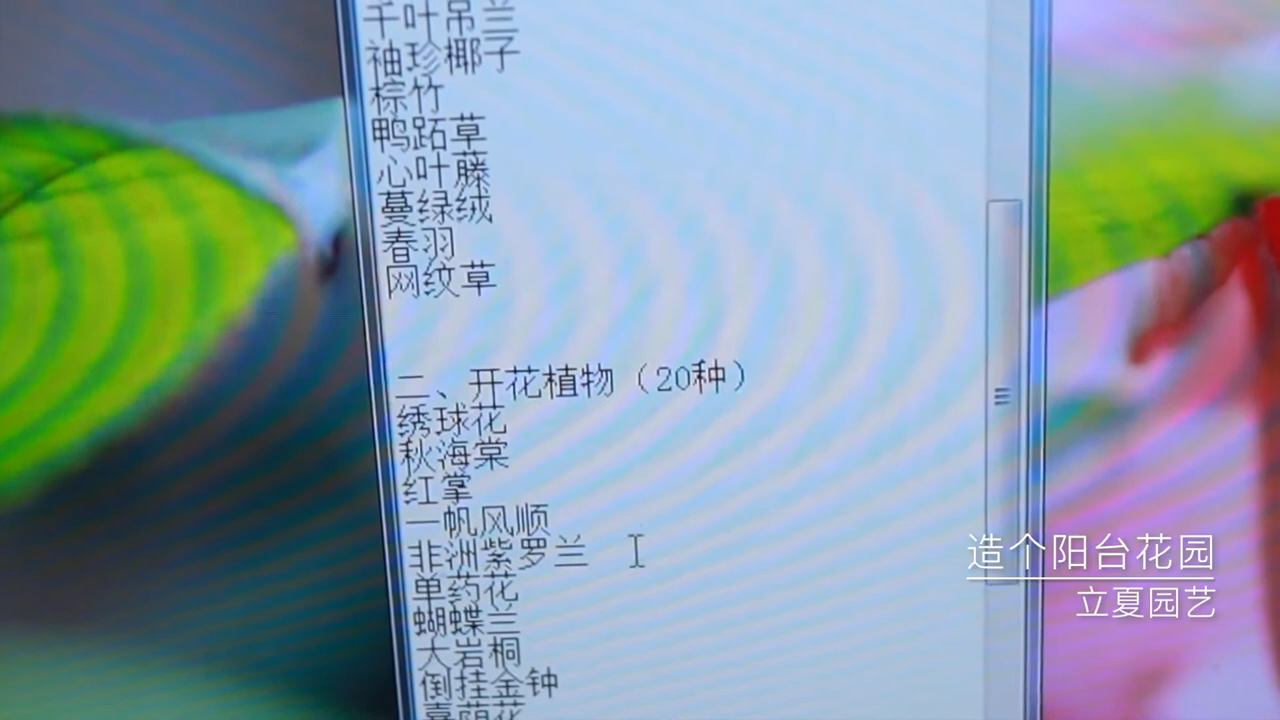 千叶吊兰
袖珍椰子
棕竹
鸭跖草
心叶藤
蔓绿绒
春羽
网纹草
二、开花植物（20种）
绣球花
秋海棠
红掌
一帆风顺
非洲紫罗兰
单药花
蝴蝶兰
大岩桐
倒挂金钟
喜荫花
造个阳台花园
立夏园艺